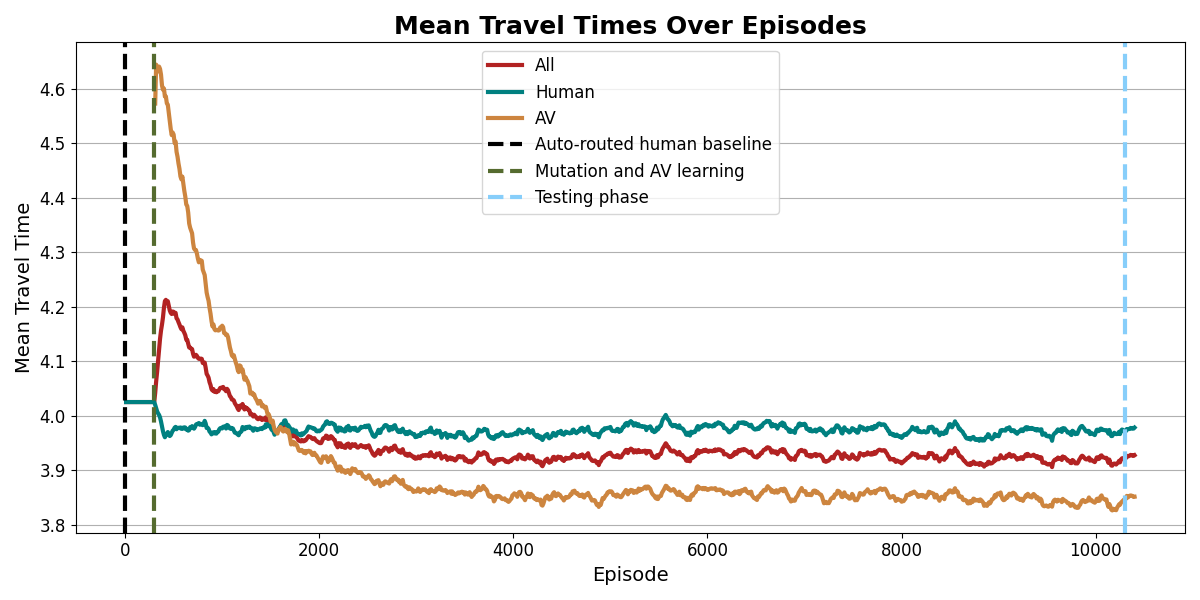 Mean Travel Times Over Episodes
All
Human
AV
Auto-routed human baseline
Mutation and AV learning
Testing phase
Mean Travel Time
4.6
4.5
4.4
4.3
4.2
4.1
4.0
3.9
3.8
0
2000
4000
6000
8000
10000
Episode